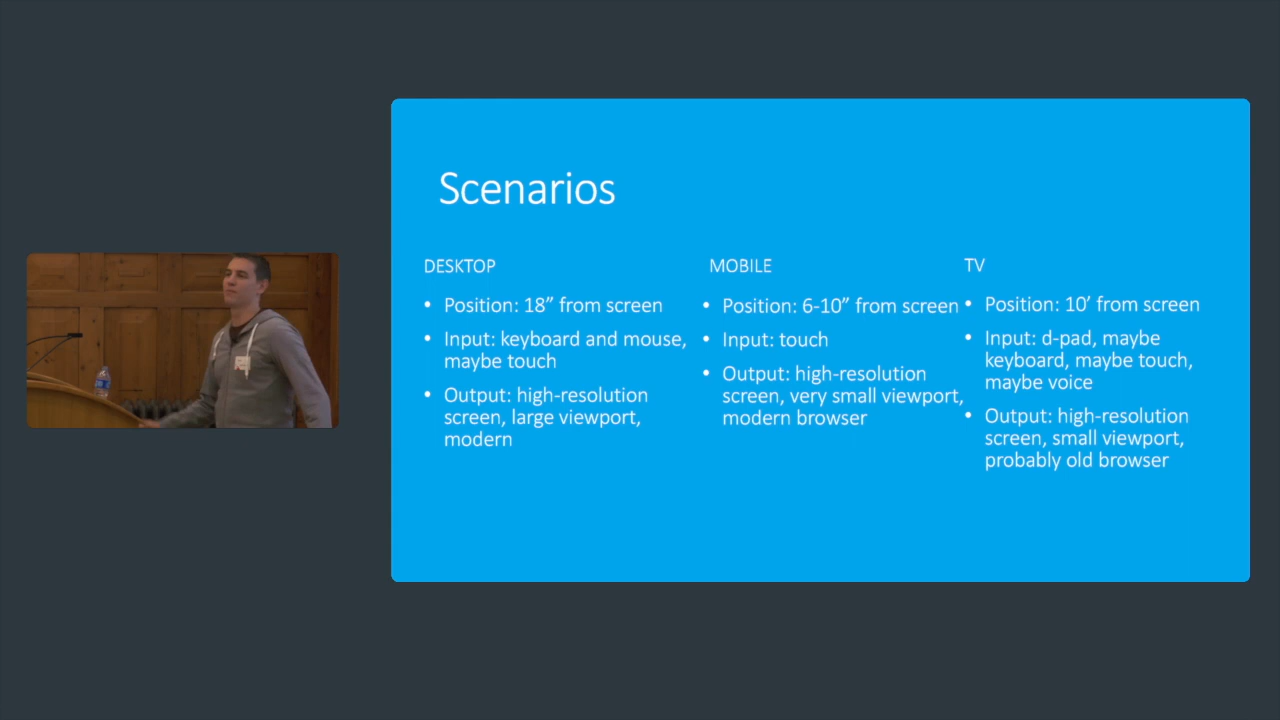 Scenarios
DESKTOP
• Position: 18” from screen
• Input: keyboard and mouse,
maybe touch
• Output: high-resolution
screen, large viewport,
modern
MOBILE
• Position: 6-10” from screen
• Input: touch
• Output: high-resolution
screen, very small viewport,
modern browser
TV
• Position: 10’ from screen
• Input: d-pad, maybe
keyboard, maybe touch,
maybe voice
• Output: high-resolution
screen, small viewport,
probably old browser